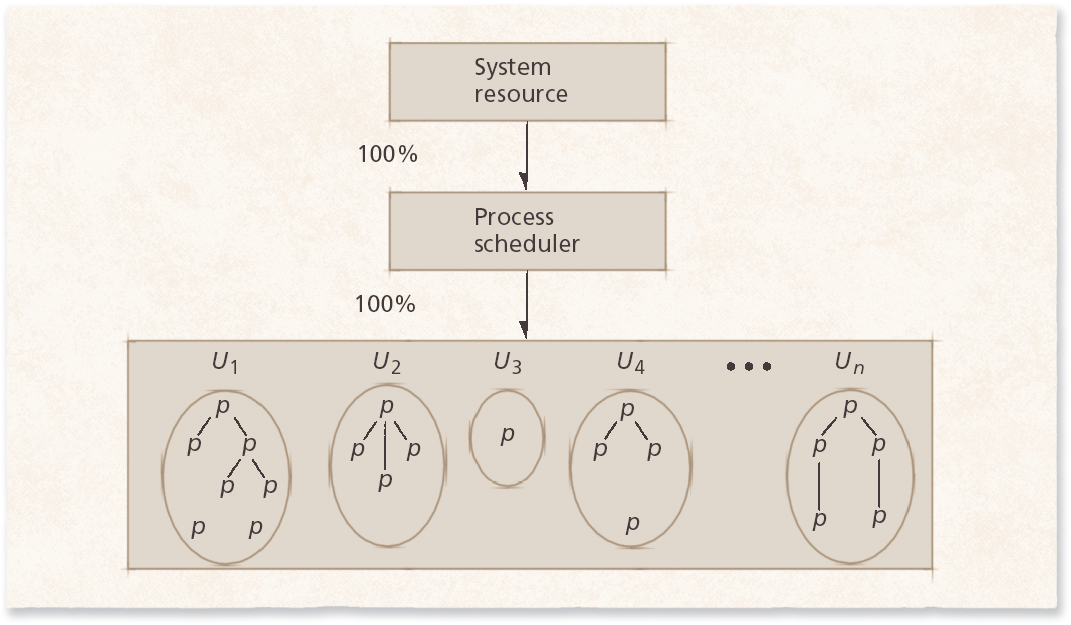 System
resource
100%
Process
scheduler
100%
U1 U2 U3 U4 ••• Un
p p p p p
p p p p p p p p p
p p p
p p p p p